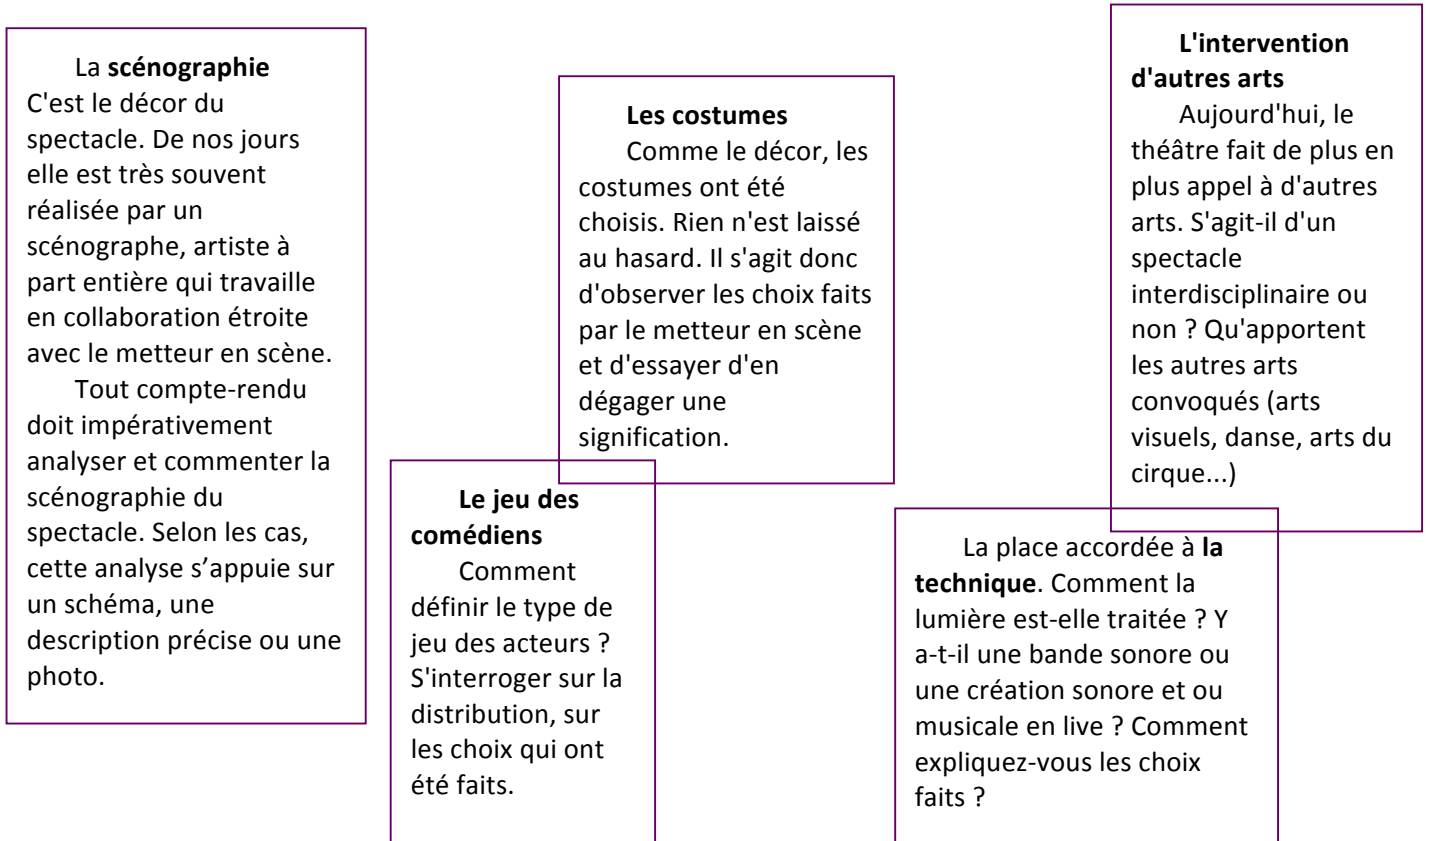 La scénographie
C'est le décor du
spectacle. De nos jours
elle est très souvent
réalisée par un
scénographe, artiste à
part entière qui travaille
en collaboration étroite
avec le metteur en scène.
Tout compte-rendu
doit impérativement
analyser et commenter la
scénographie du
spectacle. Selon les cas,
cette analyse s’appuie sur
un schéma, une
description précise ou une
photo.
Le jeu des
comédiens
Comment
définir le type de
jeu des acteurs ?
S'interroger sur la
distribution, sur
les choix qui ont
été faits.
Les costumes
Comme le décor, les
costumes ont été
choisis. Rien n'est laissé
au hasard. Il s'agit donc
d'observer les choix faits
par le metteur en scène
et d'essayer d'en
dégager une
signification.
La place accordée à la
technique. Comment la
lumière est-elle traitée ? Y
a-t-il une bande sonore ou
une création sonore et ou
musicale en live ? Comment
expliquez-vous les choix
faits ?
L'intervention
d'autres arts
Aujourd'hui, le
théâtre fait de plus en
plus appel à d'autres
arts. S'agit-il d'un
spectacle
interdisciplinaire ou
non ? Qu'apportent
les autres arts
convoqués (arts
visuels, danse, arts du
cirque...)